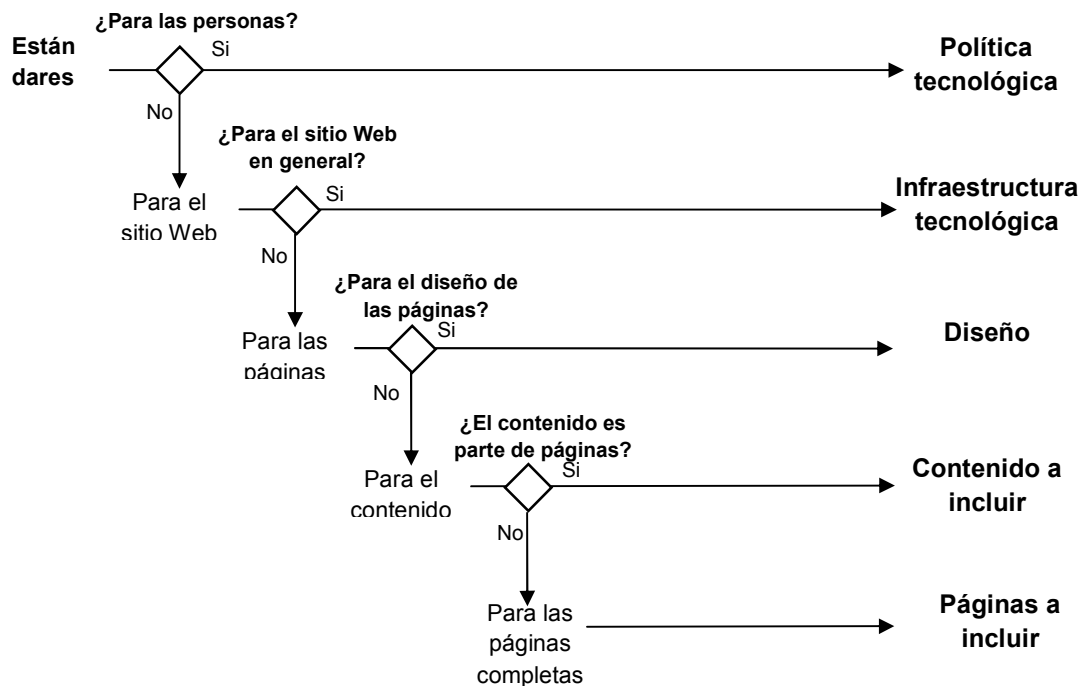 ¿Para las personas?
Están
dares
Si
Política
tecnológica
No
¿Para el sitio Web
en general?
Para el
sitio Web
Si
Infraestructura
tecnológica
No
¿Para el diseño de
las páginas?
Para las
páginas
Si
Diseño
No
¿El contenido es
parte de páginas?
Para el
contenido
Si
Contenido a
incluir
No
Para las
páginas
completas
Páginas a
incluir